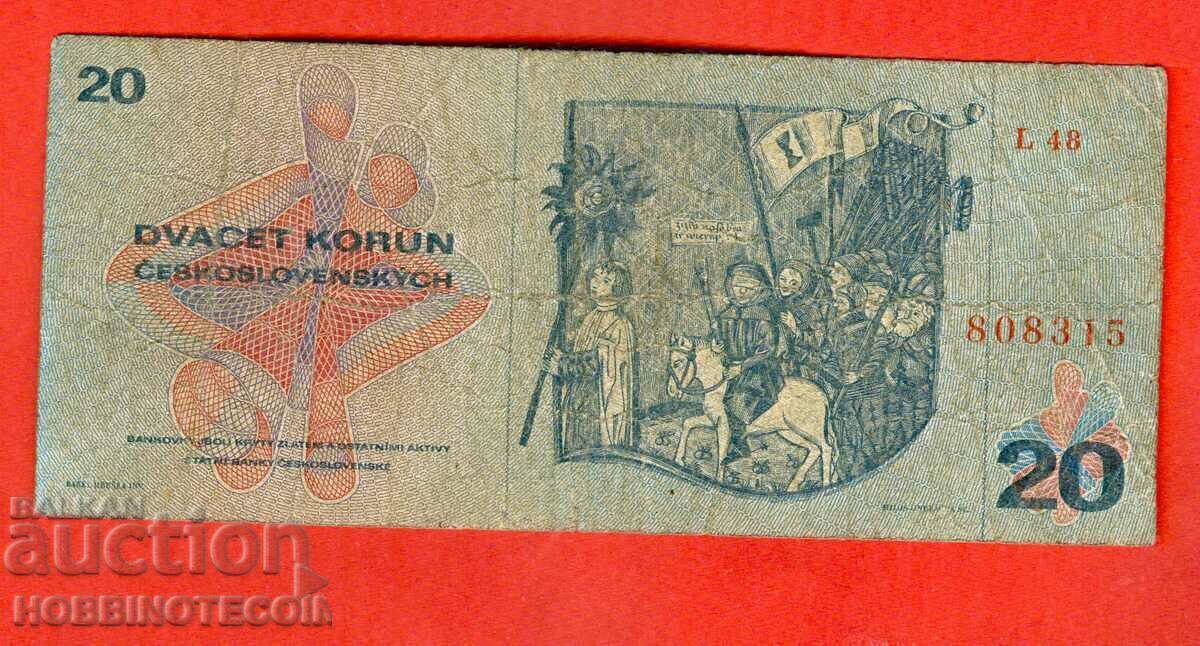 20
DVACET KORUN
ČESKOSLOVENSKÝCH
BANKOVKY JSOU KRYTY ZLATEM A OSTATNÍMI AKTIVY
STÁTNÍ BANKY ČESKOSLOVENSKÉ
L 48
808315
20
BALKAN
auction
HOBBINOTECOIN